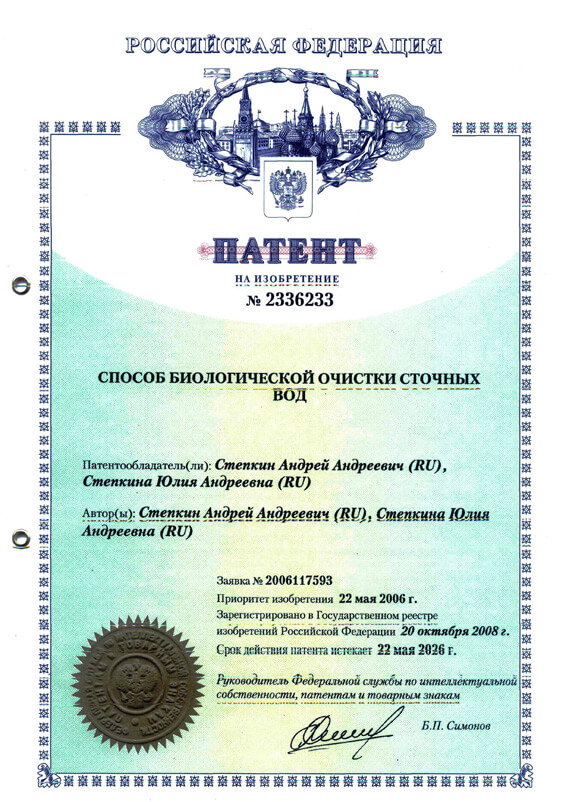 РОССИЙСКАЯ ФЕДЕРАЦИЯ
ПАТЕНТ
НА ИЗОБРЕТЕНИЕ
№ 2336233
СПОСОБ БИОЛОГИЧЕСКОЙ ОЧИСТКИ СТОЧНЫХ
ВОД
Патентообладатель(ли): Степкин Андрей Андреевич (RU),
Степкина Юлия Андреевна (RU)
Автор(ы): Степкин Андрей Андреевич (RU), Степкина Юлия
Андреевна (RU)
Заявка № 2006117593
Приоритет изобретения 22 мая 2006 г.
Зарегистрировано в Государственном реестре
изобретений Российской Федерации 20 октября 2008 г.
Срок действия патента истекает 22 мая 2026 г.
Руководитель Федеральной службы по интеллектуальной
собственности, патентам и товарным знакам
Б.П. Симонов